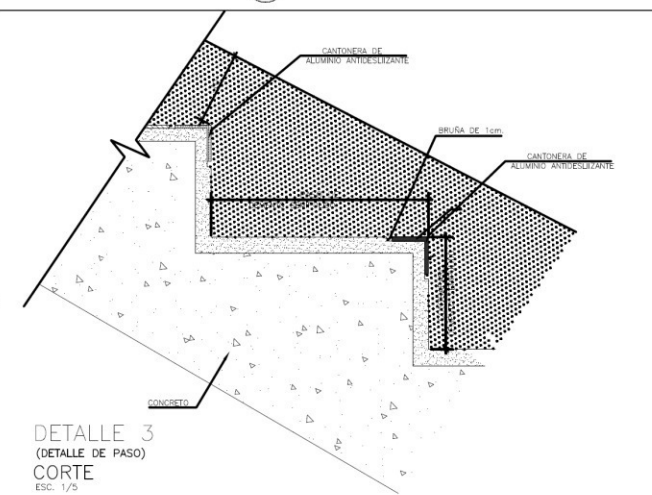 CANTONERA DE
ALUMINIO ANTIDESLIZANTE
BRUÑA DE 1cm.
CANTONERA DE
ALUMINIO ANTIDESLIZANTE
CONCRETO
DETALLE 3
(DETALLE DE PASO)
CORTE
ESC. 1/5